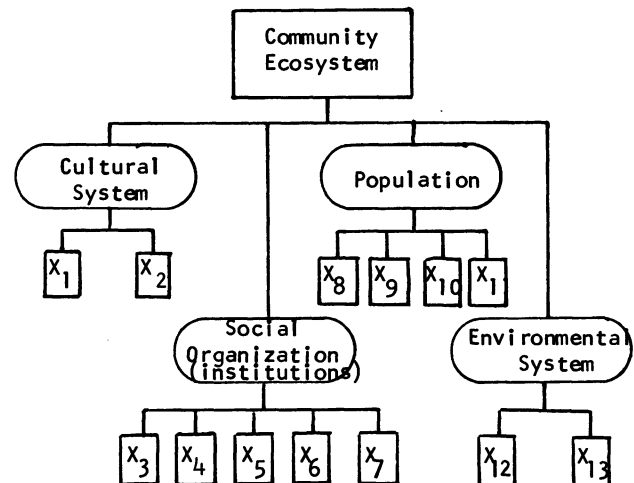 Community
Ecosystem
Cultural
System
Population
X1 X2
X8 X9 X10 X1
Social
Organization
(institutions)
Environmental
System
X3 X4 X5 X6 X7
X12 X13